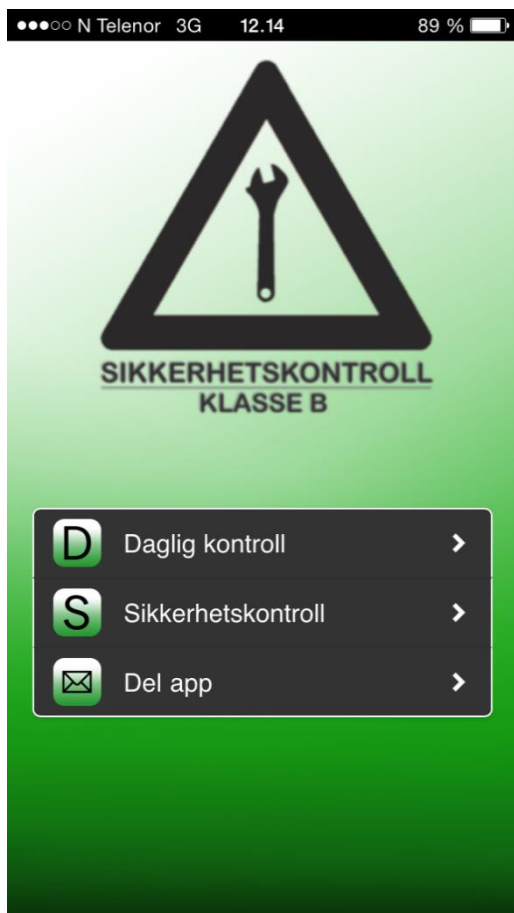 ●●●○○ N Telenor 3G 12.14 89 %
SIKKERHETSKONTROLL
KLASSE B
D Daglig kontroll
S Sikkerhetskontroll
Del app